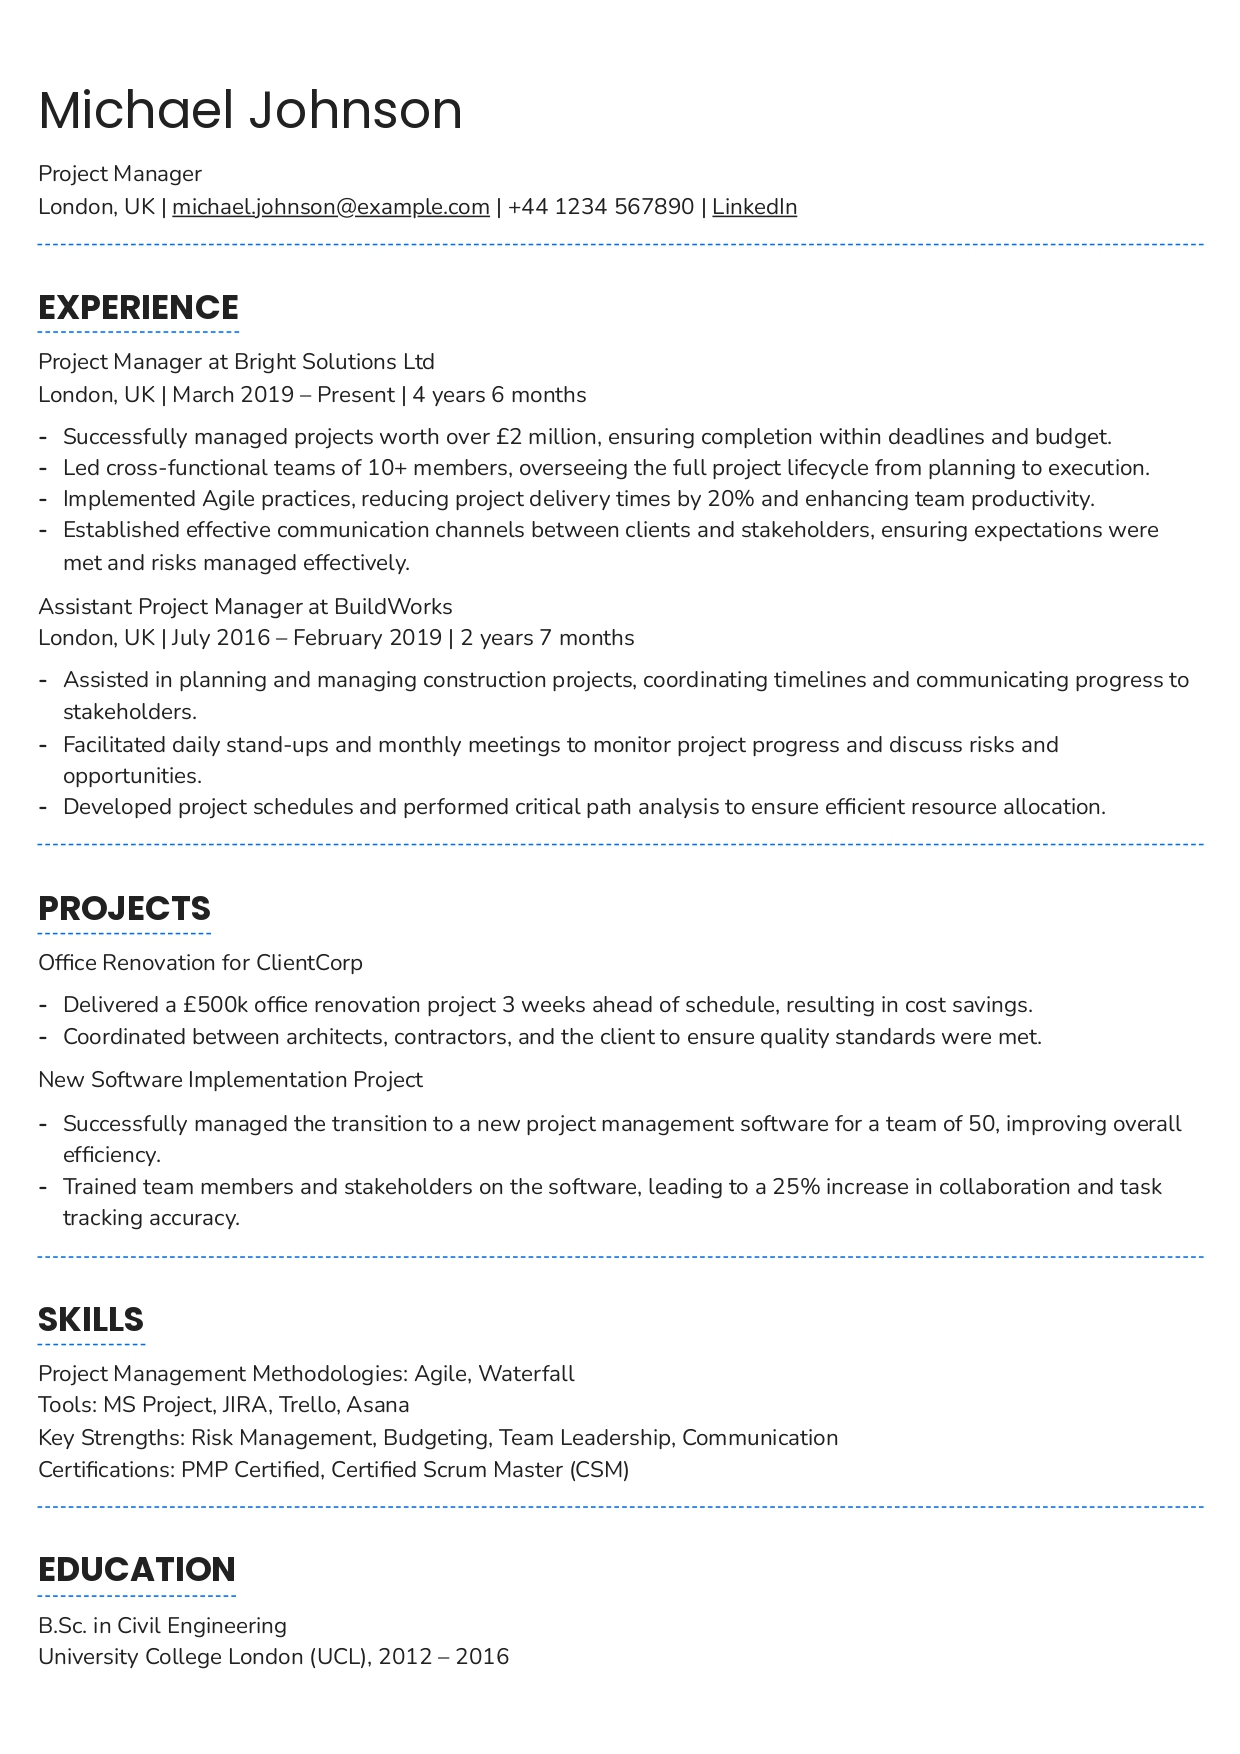 Michael Johnson
Project Manager
London, UK | michael.johnson@example.com | +44 1234 567890 | LinkedIn
EXPERIENCE
Project Manager at Bright Solutions Ltd
London, UK | March 2019 – Present | 4 years 6 months
- Successfully managed projects worth over £2 million, ensuring completion within deadlines and budget.
- Led cross-functional teams of 10+ members, overseeing the full project lifecycle from planning to execution.
- Implemented Agile practices, reducing project delivery times by 20% and enhancing team productivity.
- Established effective communication channels between clients and stakeholders, ensuring expectations were
met and risks managed effectively.
Assistant Project Manager at BuildWorks
London, UK | July 2016 – February 2019 | 2 years 7 months
- Assisted in planning and managing construction projects, coordinating timelines and communicating progress to
stakeholders.
- Facilitated daily stand-ups and monthly meetings to monitor project progress and discuss risks and
opportunities.
- Developed project schedules and performed critical path analysis to ensure efficient resource allocation.
PROJECTS
Office Renovation for ClientCorp
- Delivered a £500k office renovation project 3 weeks ahead of schedule, resulting in cost savings.
- Coordinated between architects, contractors, and the client to ensure quality standards were met.
New Software Implementation Project
- Successfully managed the transition to a new project management software for a team of 50, improving overall
efficiency.
- Trained team members and stakeholders on the software, leading to a 25% increase in collaboration and task
tracking accuracy.
SKILLS
Project Management Methodologies: Agile, Waterfall
Tools: MS Project, JIRA, Trello, Asana
Key Strengths: Risk Management, Budgeting, Team Leadership, Communication
Certifications: PMP Certified, Certified Scrum Master (CSM)
EDUCATION
B.Sc. in Civil Engineering
University College London (UCL), 2012 – 2016